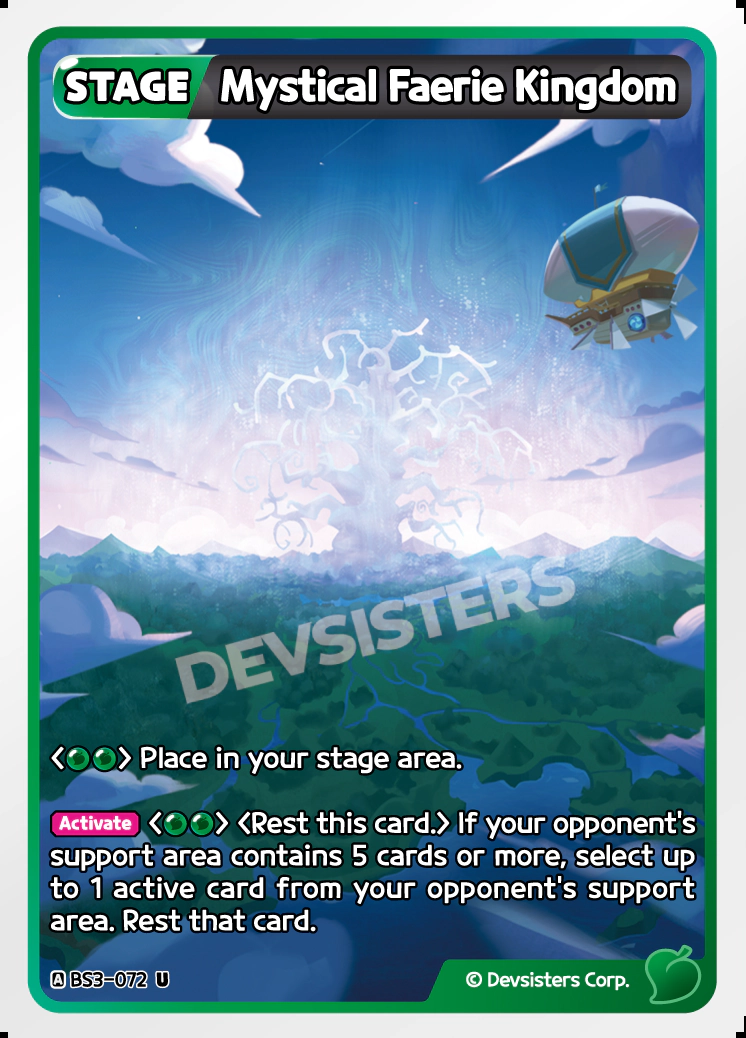 STAGE Mystical Faerie Kingdom
DEVSISTERS
<●●> Place in your stage area.
Activate <●●> <Rest this card.> If your opponent's
support area contains 5 cards or more, select up
to 1 active card from your opponent's support
area. Rest that card.
A BS3-072 U © Devsisters Corp.